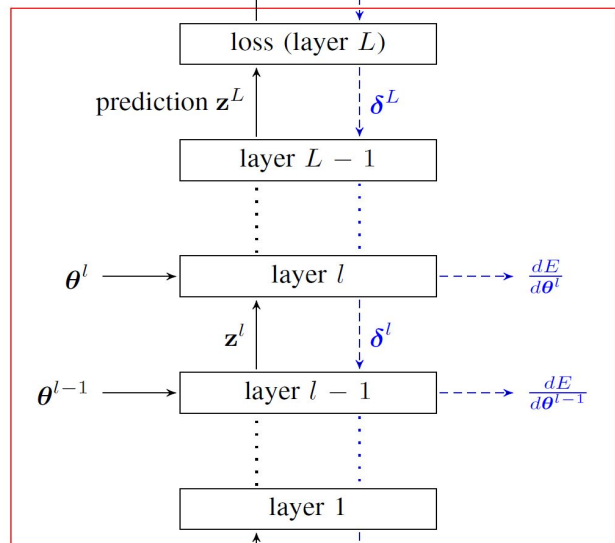 loss (layer L)
prediction z^L
δ^L
layer L − 1
θ^l
layer l
dE/dθ^l
z^l
δ^l
θ^{l−1}
layer l − 1
dE/dθ^{l−1}
layer 1